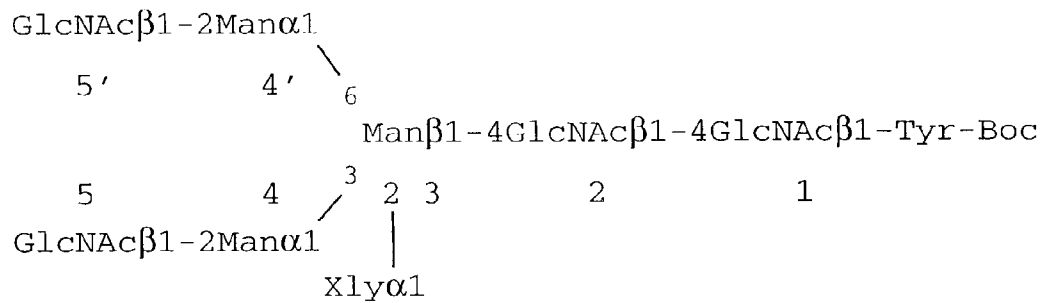 GlcNAcβ1-2Manα1
5' 4' 6
Manβ1-4GlcNAcβ1-4GlcNAcβ1-Tyr-Boc
5 4 3 2 3 2 1
GlcNAcβ1-2Manα1
Xlyα1